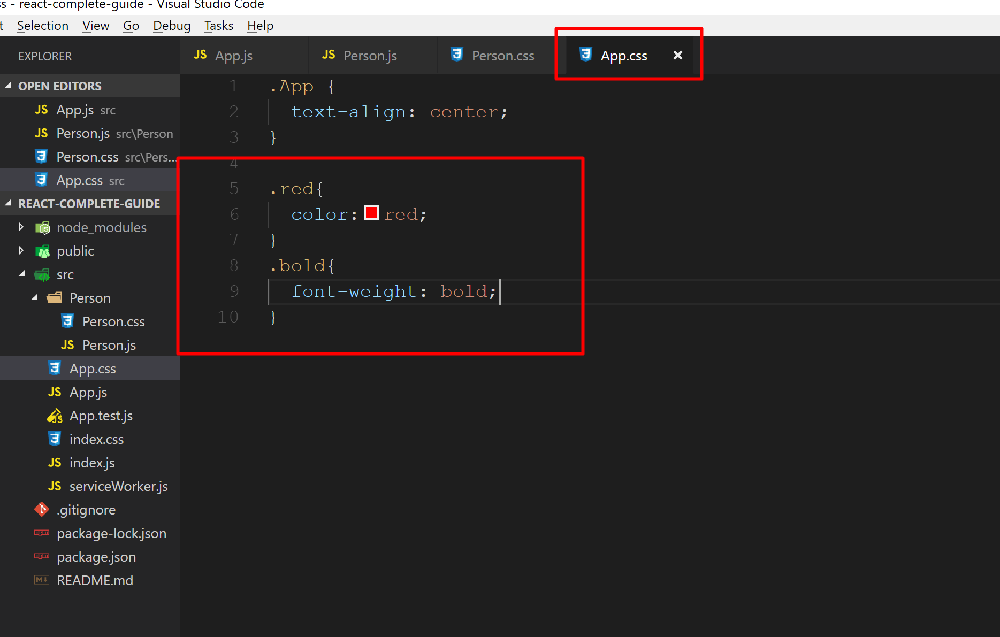 - react-complete-guide - Visual Studio Code
Selection View Go Debug Tasks Help
EXPLORER
OPEN EDITORS
JS App.js src
JS Person.js src\Person
Person.css src\Pers...
App.css src
REACT-COMPLETE-GUIDE
node_modules
public
src
Person
Person.css
JS Person.js
App.css
JS App.js
App.test.js
index.css
JS index.js
JS serviceWorker.js
.gitignore
package-lock.json
package.json
README.md
JS App.js
JS Person.js
Person.css
App.css
1 .App {
2 text-align: center;
3 }
4
5 .red{
6 color: red;
7 }
8 .bold{
9 font-weight: bold;
10 }